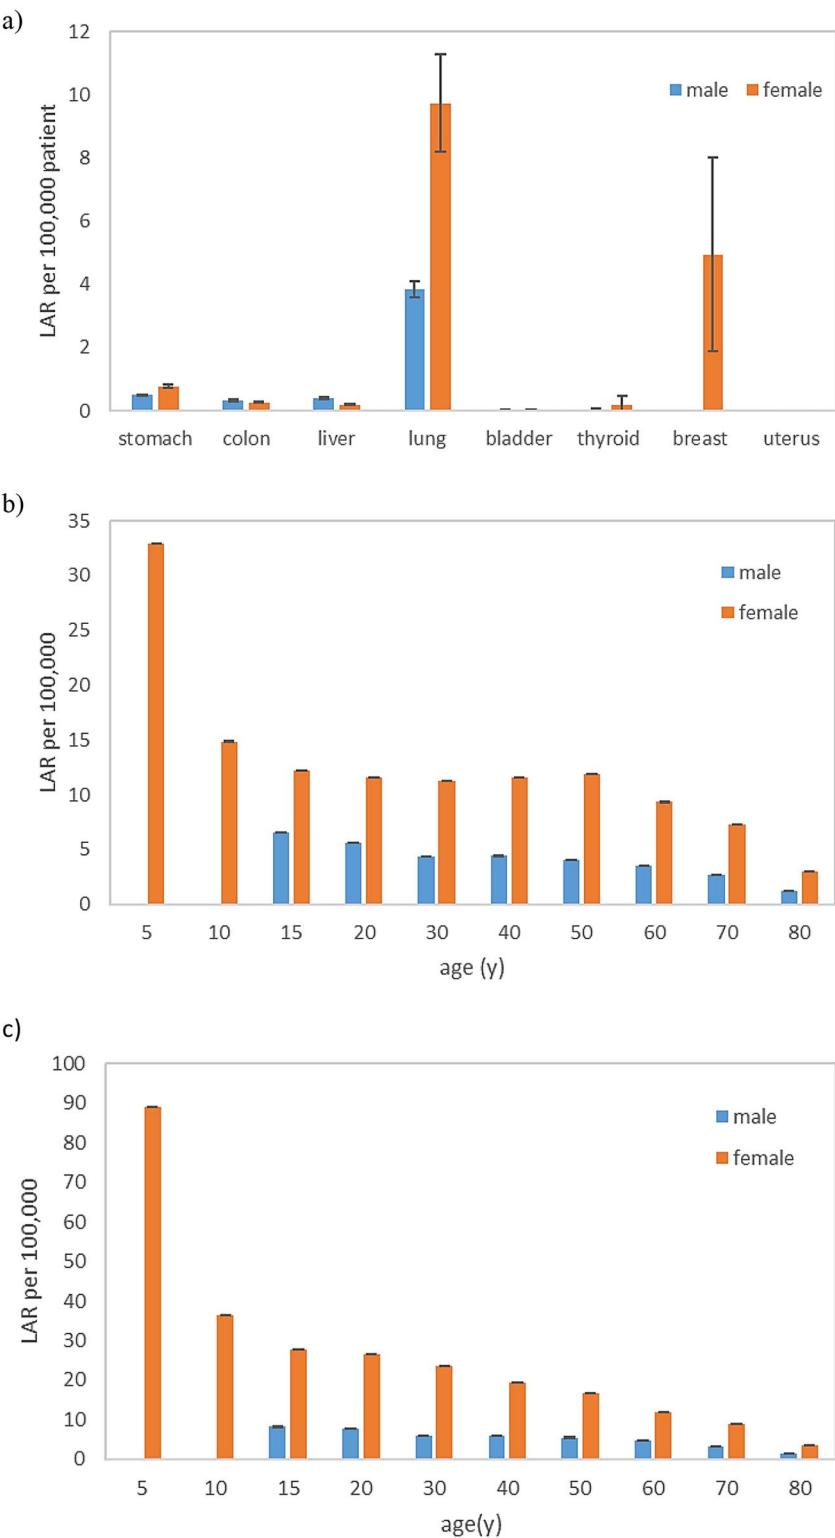 a)
LAR per 100,000 patient
12
10
8
6
4
2
0
male female
stomach colon liver lung bladder thyroid breast uterus
b)
LAR per 100,000
35
30
25
20
15
10
5
0
male
female
5 10 15 20 30 40 50 60 70 80
age (y)
c)
LAR per 100,000
100
90
80
70
60
50
40
30
20
10
0
male
female
5 10 15 20 30 40 50 60 70 80
age(y)